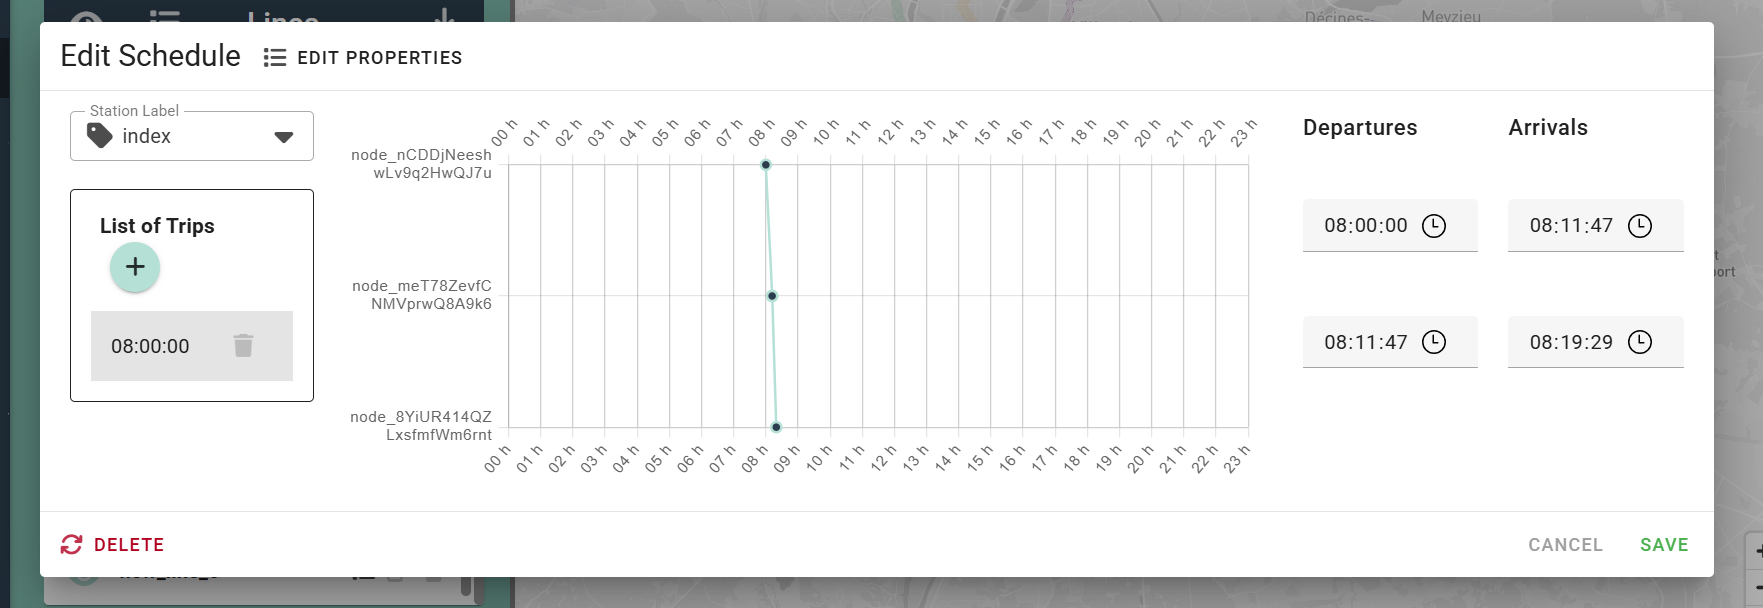 Lines
Décines-
Meyzieu
Edit Schedule
EDIT PROPERTIES
Station Label
index
List of Trips
+
08:00:00
00 h 01 h 02 h 03 h 04 h 05 h 06 h 07 h 08 h 09 h 10 h 11 h 12 h 13 h 14 h 15 h 16 h 17 h 18 h 19 h 20 h 21 h 22 h 23 h
node_nCDDjNeesh
wLv9q2HwQJ7u
node_meT78ZevfC
NMVprwQ8A9k6
node_8YiUR414QZ
LxsfmfWm6rnt
00 h 01 h 02 h 03 h 04 h 05 h 06 h 07 h 08 h 09 h 10 h 11 h 12 h 13 h 14 h 15 h 16 h 17 h 18 h 19 h 20 h 21 h 22 h 23 h
Departures
Arrivals
08:00:00
08:11:47
08:11:47
08:19:29
DELETE
CANCEL
SAVE